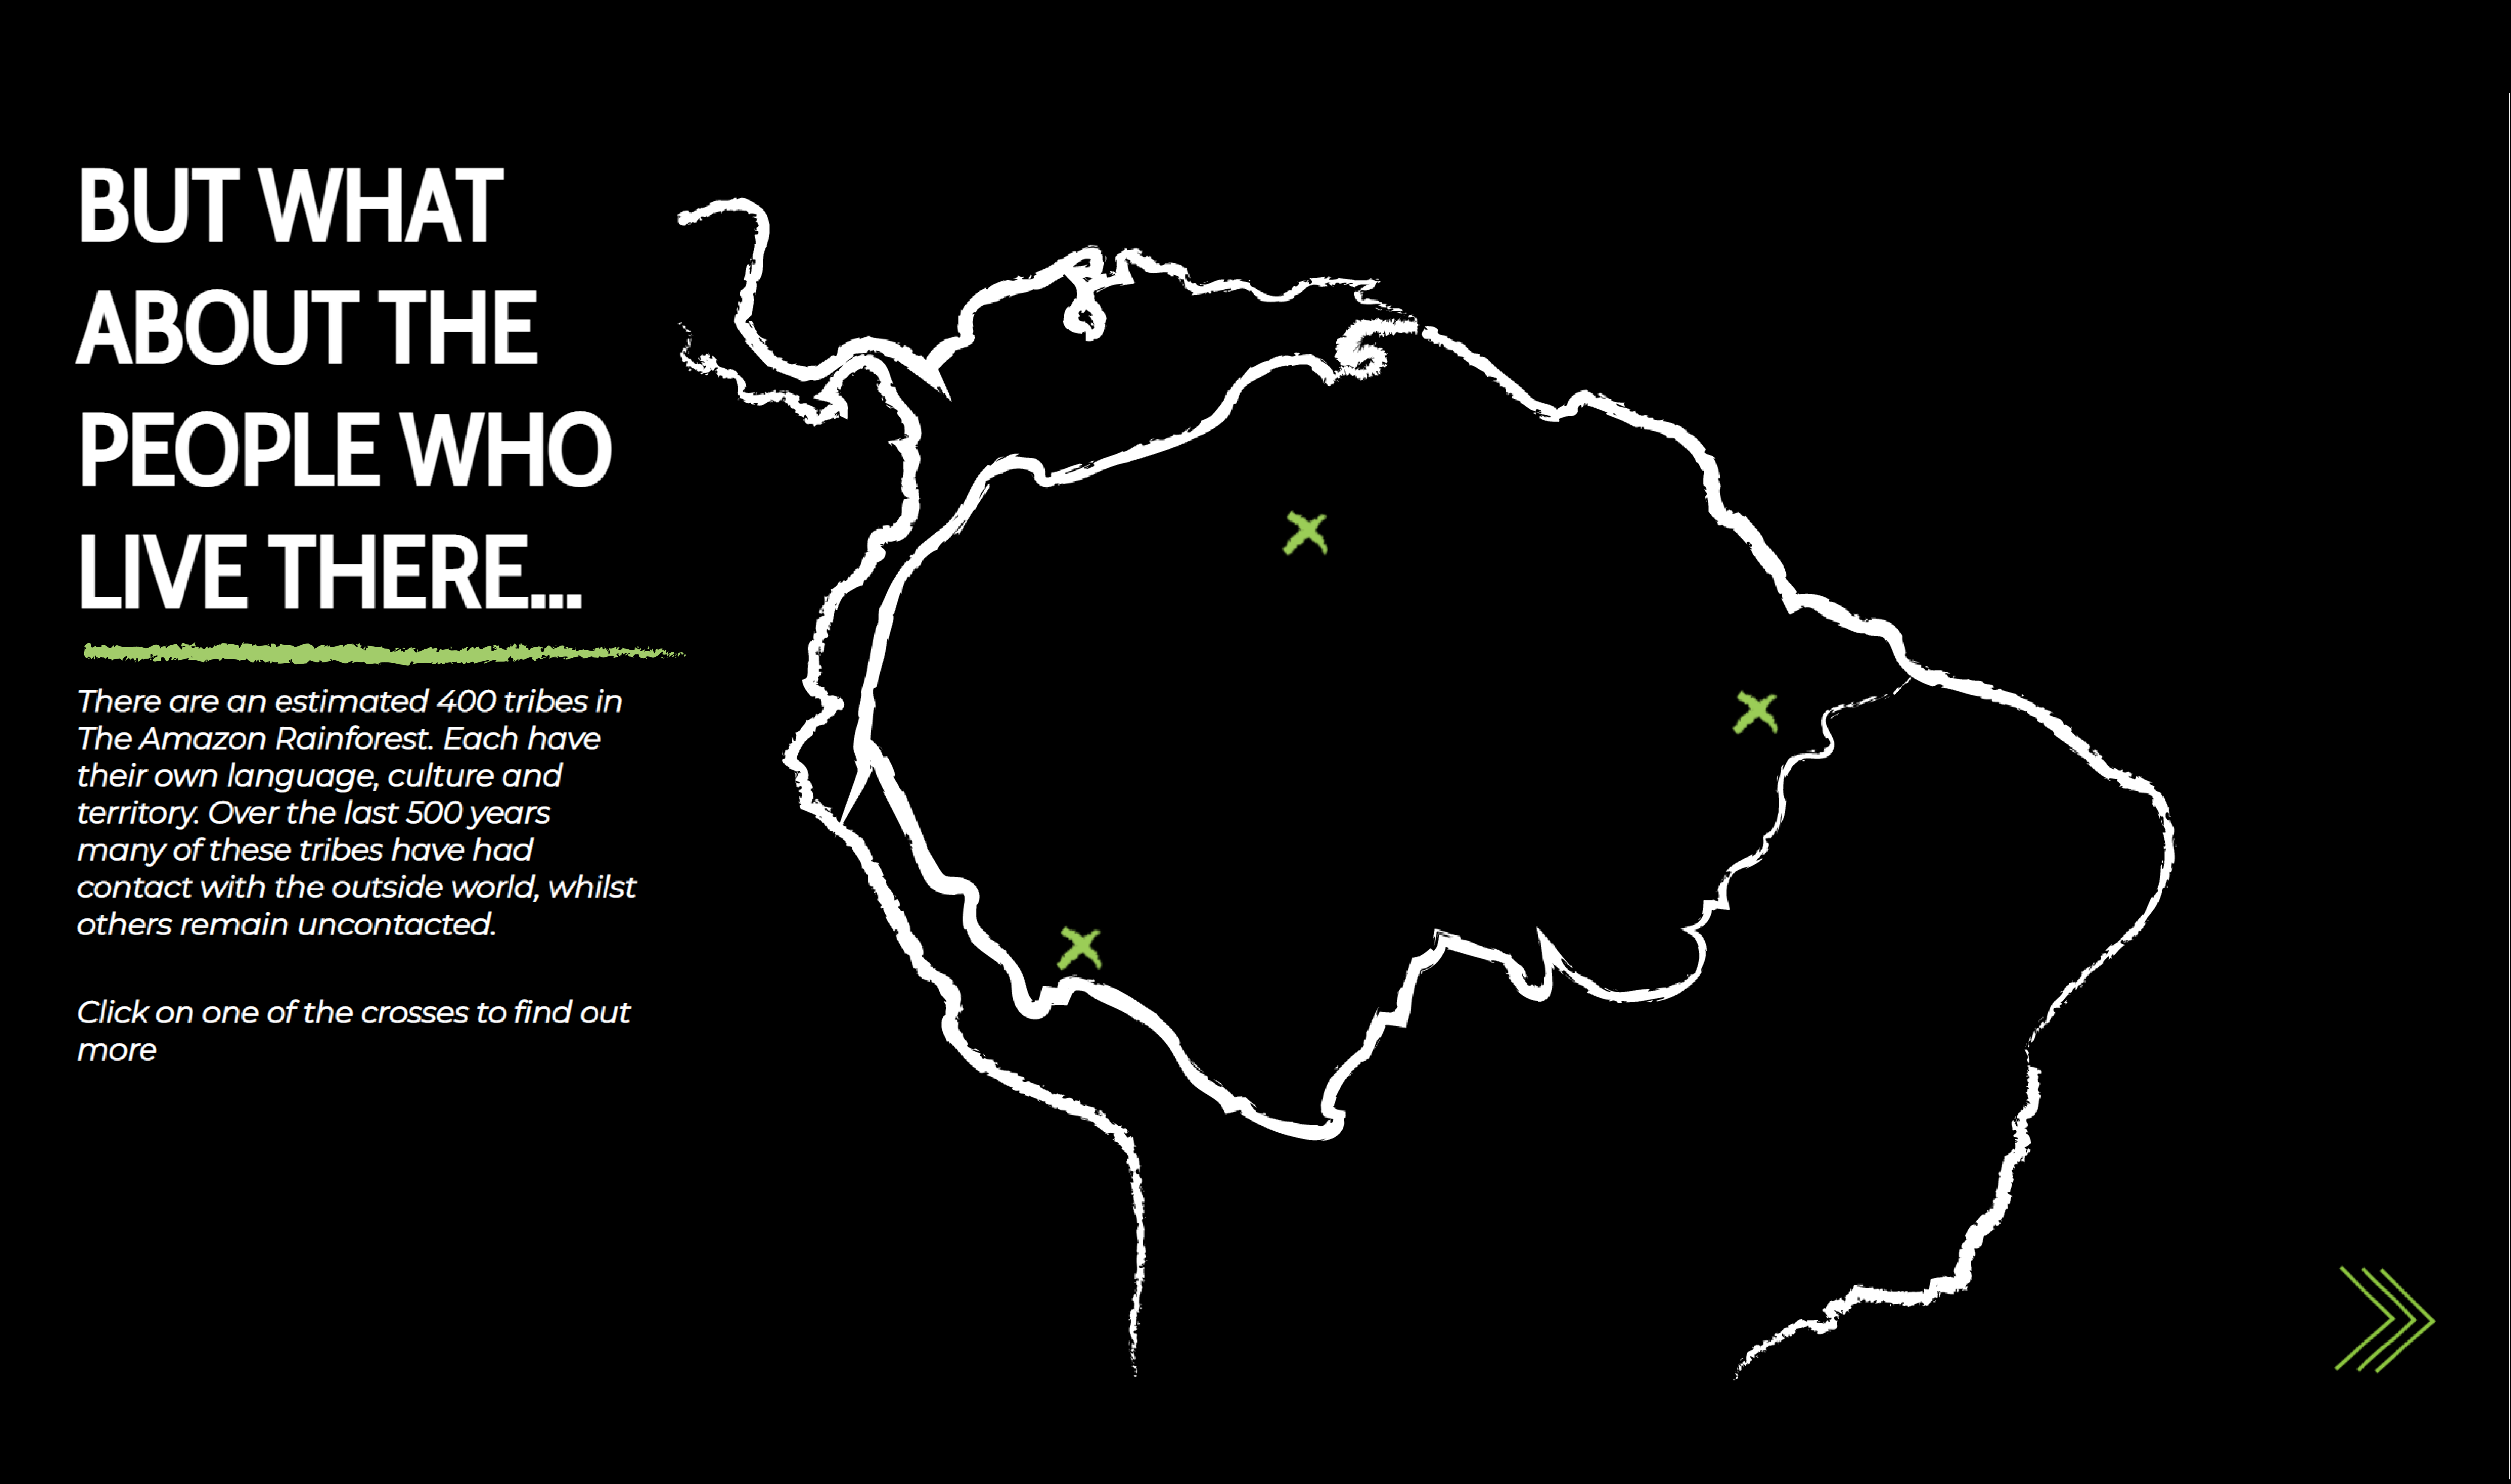 BUT WHAT
ABOUT THE
PEOPLE WHO
LIVE THERE...
There are an estimated 400 tribes in
The Amazon Rainforest. Each have
their own language, culture and
territory. Over the last 500 years
many of these tribes have had
contact with the outside world, whilst
others remain uncontacted.
Click on one of the crosses to find out
more